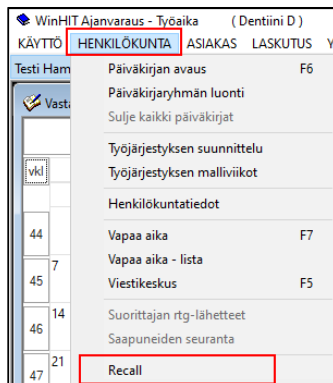 WinHIT Ajanvaraus - Työaika ( Dentiini D )
KÄYTTÖ HENKILÖKUNTA ASIAKAS LASKUTUS
Testi Ham
Päiväkirjan avaus F6
Päiväkirjaryhmän luonti
Vasta
Sulje kaikki päiväkirjat
Työjärjestyksen suunnittelu
vkl Työjärjestyksen malliviikot
Henkilökuntatiedot
44 Vapaa aika F7
7 Vapaa aika - lista
45 Viestikeskus F5
14 Suorittajan rtg-lähetteet
46 Saapuneiden seuranta
21
47 Recall